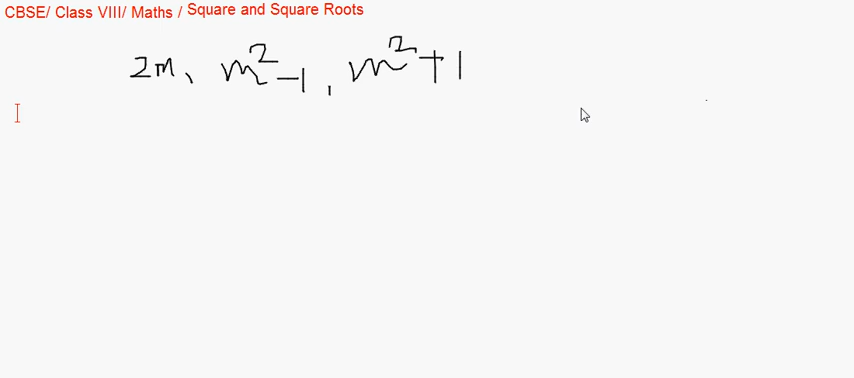 CBSE/ Class VIII/ Maths / Square and Square Roots
2m, m²-1, m²+1